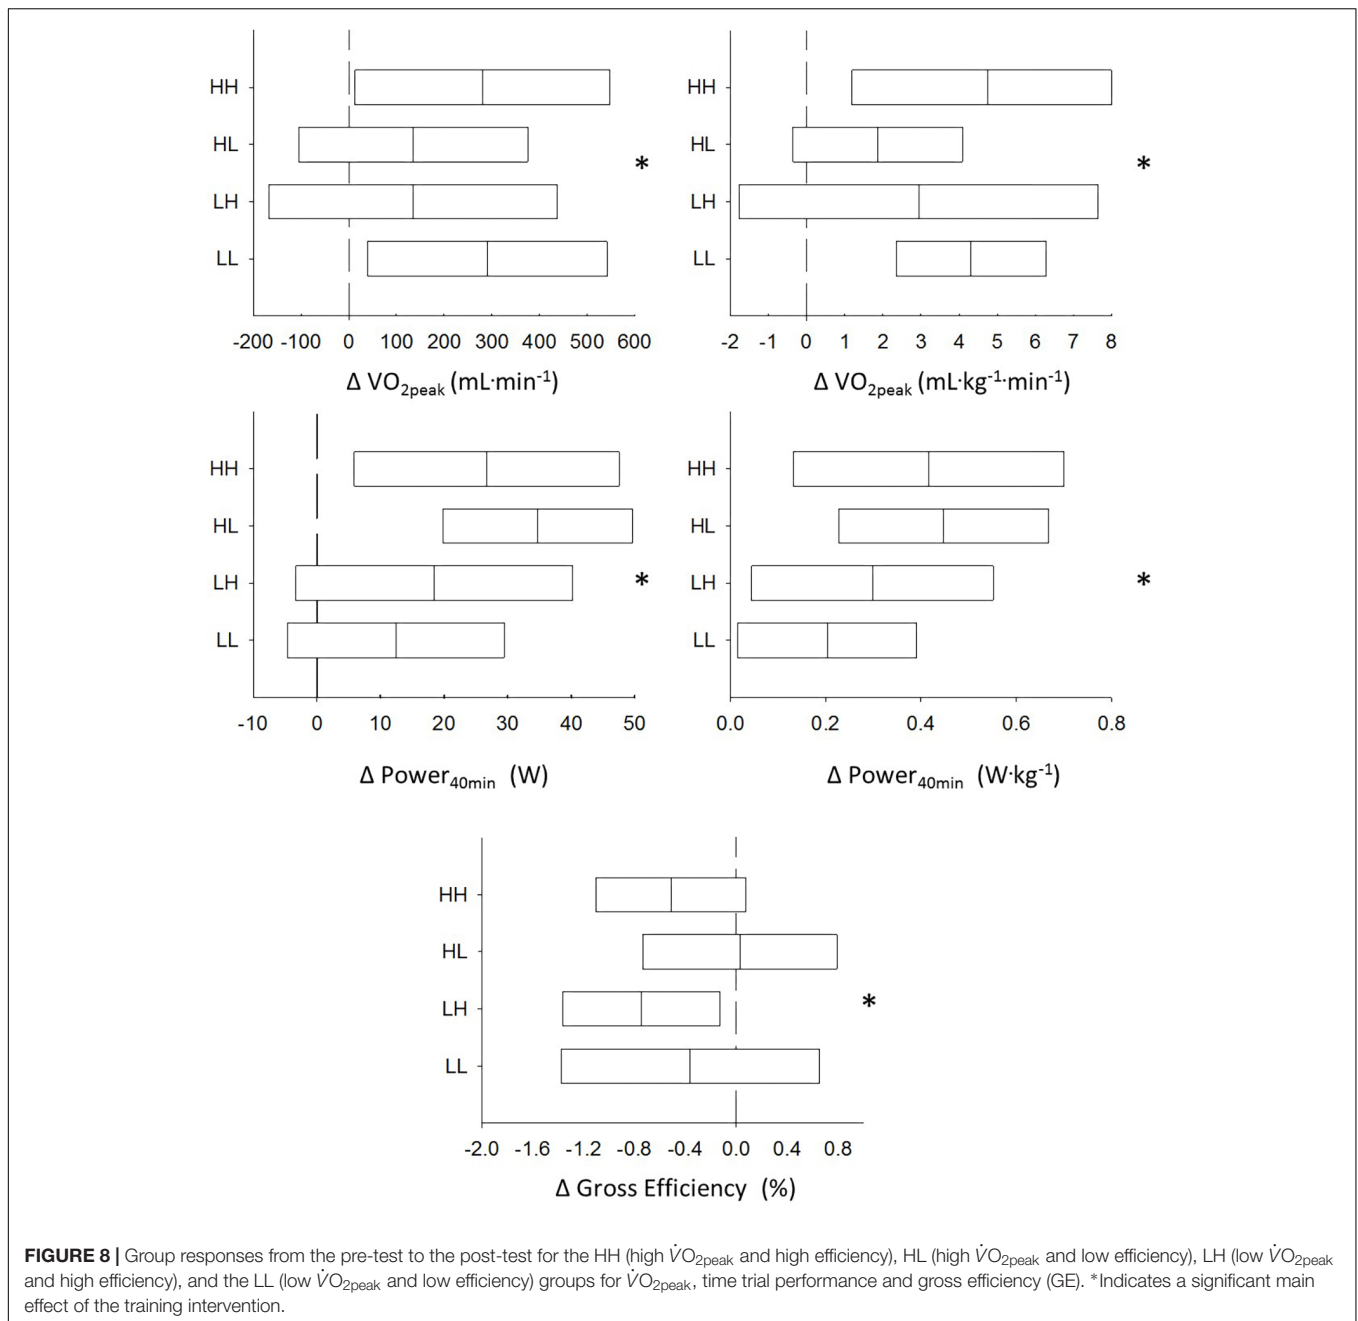 HH
HL
LH
LL
*
-200 -100 0 100 200 300 400 500 600
Δ VO2peak (mL·min-1)
HH
HL
LH
LL
*
-2 -1 0 1 2 3 4 5 6 7 8
Δ VO2peak (mL·kg-1·min-1)
HH
HL
LH
LL
*
-10 0 10 20 30 40 50
Δ Power40min (W)
HH
HL
LH
LL
*
0.0 0.2 0.4 0.6 0.8
Δ Power40min (W·kg-1)
HH
HL
LH
LL
*
-2.0 -1.6 -1.2 -0.8 -0.4 0.0 0.4 0.8
Δ Gross Efficiency (%)
FIGURE 8 | Group responses from the pre-test to the post-test for the HH (high V̇O2peak and high efficiency), HL (high V̇O2peak and low efficiency), LH (low V̇O2peak
and high efficiency), and the LL (low V̇O2peak and low efficiency) groups for V̇O2peak, time trial performance and gross efficiency (GE). *Indicates a significant main
effect of the training intervention.